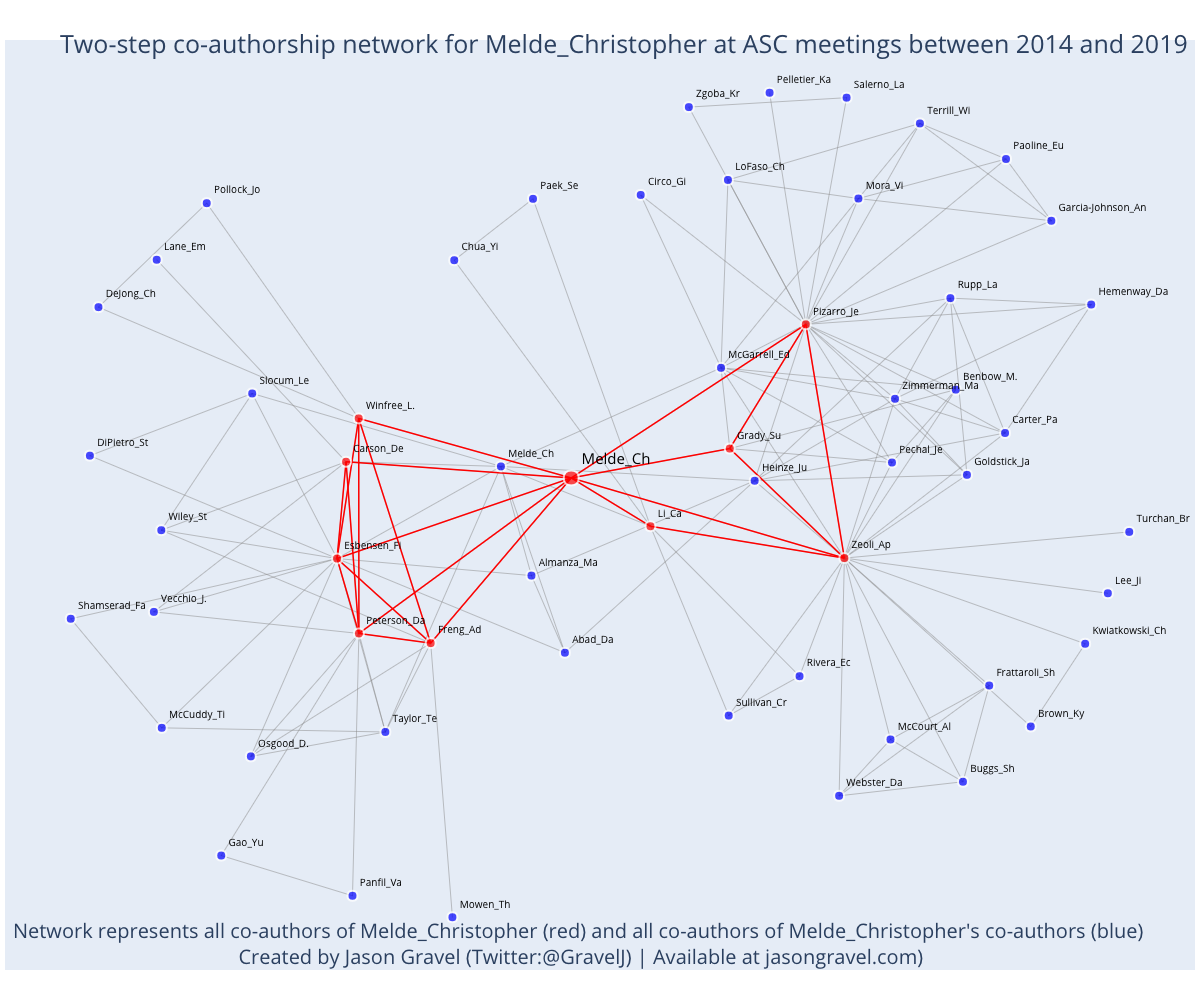 Two-step co-authorship network for Melde_Christopher at ASC meetings between 2014 and 2019
Pelletier_Ka
Salerno_La
Zgoba_Kr
Terrill_Wi
Paoline_Eu
LoFaso_Ch
Circo_Gi
Mora_Vi
Paek_Se
Pollock_Jo
Garcia-Johnson_An
Chua_Yi
Lane_Em
Rupp_La
Hemenway_Da
Dejong_Ch
Pizarro_Je
McGarrell_Ed
Benbow_M.
Zimmerman_Ma
Slocum_Le
Winfree_L.
Carter_Pa
Grady_Su
DiPietro_St
Carson_De
Melde_Ch
Melde_Ch
Pechal_Je
Heinze_Ju
Goldstick_Ja
Wiley_St
Li_Ca
Turchan_Br
Esbensen_Fi
Zeoli_Ap
Almanza_Ma
Lee_Ji
Shamserad_Fa
Vecchio_J.
Peterson_Da
Freng_Ad
Abad_Da
Kwiatkowski_Ch
Rivera_Ec
Frattaroli_Sh
Sullivan_Cr
McCuddy_Ti
Taylor_Te
Brown_Ky
McCourt_Al
Osgood_D.
Buggs_Sh
Webster_Da
Gao_Yu
Panfil_Va
Mowen_Th
Network represents all co-authors of Melde_Christopher (red) and all co-authors of Melde_Christopher's co-authors (blue)
Created by Jason Gravel (Twitter:@GravelJ) | Available at jasongravel.com)